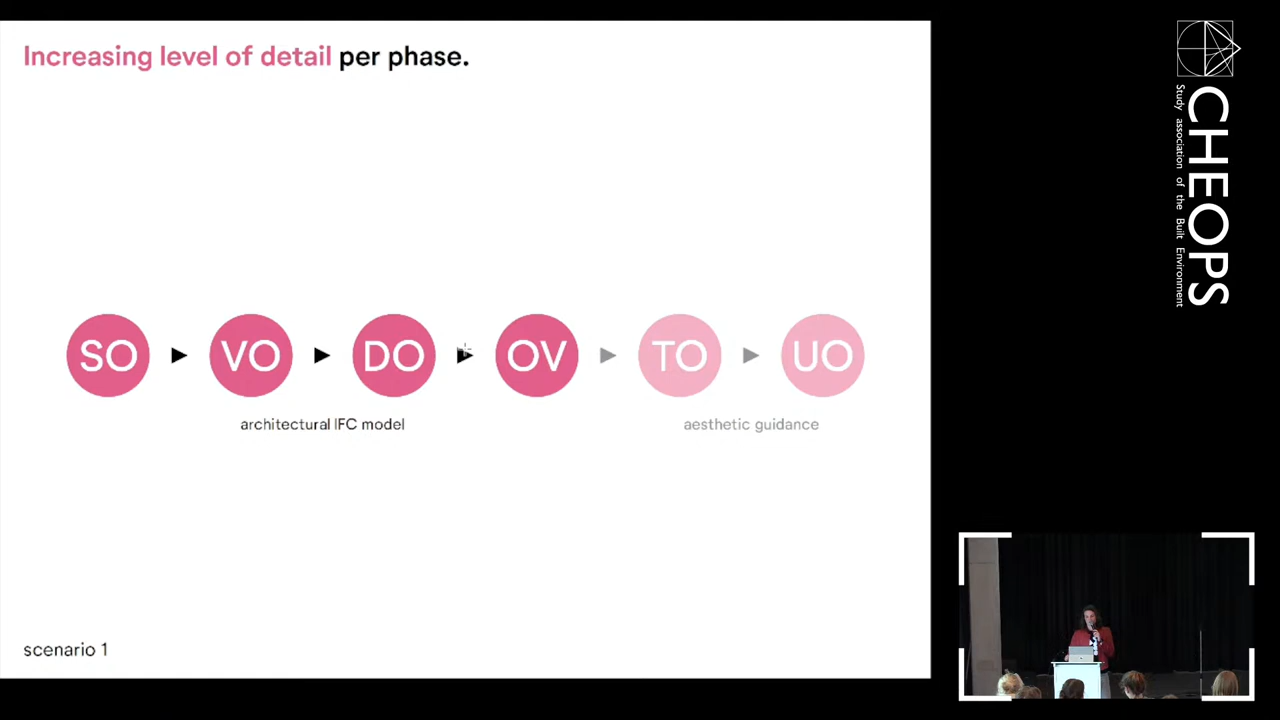 Increasing level of detail per phase.
SO VO DO OV TO UO
architectural IFC model
aesthetic guidance
scenario 1
CHEOPS
Study association of the Built Environment